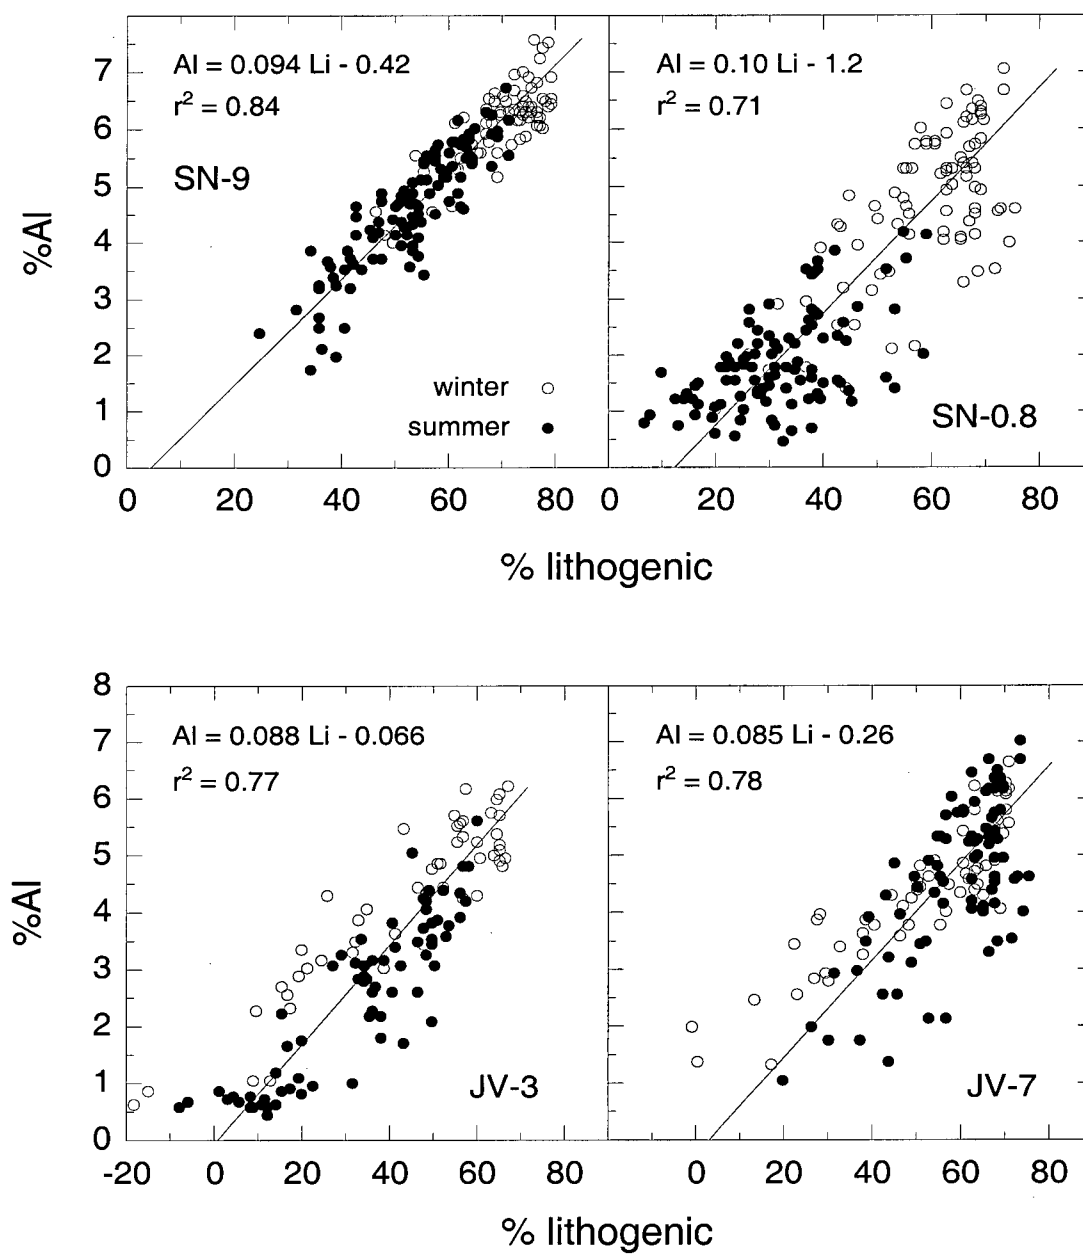 Al = 0.094 Li - 0.42
r² = 0.84
SN-9
winter
summer
%Al
7
6
5
4
3
2
1
0
0 20 40 60 80
Al = 0.10 Li - 1.2
r² = 0.71
SN-0.8
0 20 40 60 80
% lithogenic
Al = 0.088 Li - 0.066
r² = 0.77
JV-3
%Al
8
7
6
5
4
3
2
1
0
-20 0 20 40 60
Al = 0.085 Li - 0.26
r² = 0.78
JV-7
0 20 40 60 80
% lithogenic